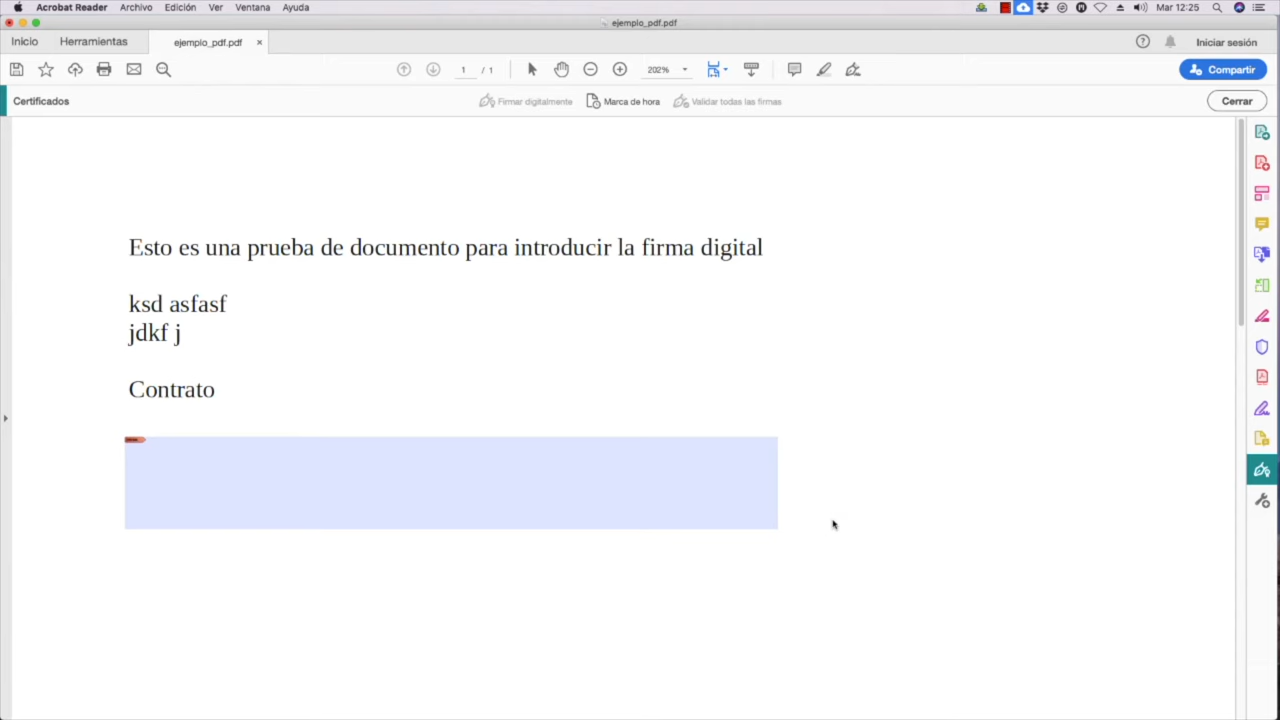 Acrobat Reader Archivo Edición Ver Ventana Ayuda Mar 12:25
ejemplo_pdf.pdf
Inicio Herramientas ejemplo_pdf.pdf × Iniciar sesión
1 / 1 202% Compartir
Certificados Firmar digitalmente Marca de hora Validar todas las firmas Cerrar
Esto es una prueba de documento para introducir la firma digital
ksd asfasf
jdkf j
Contrato